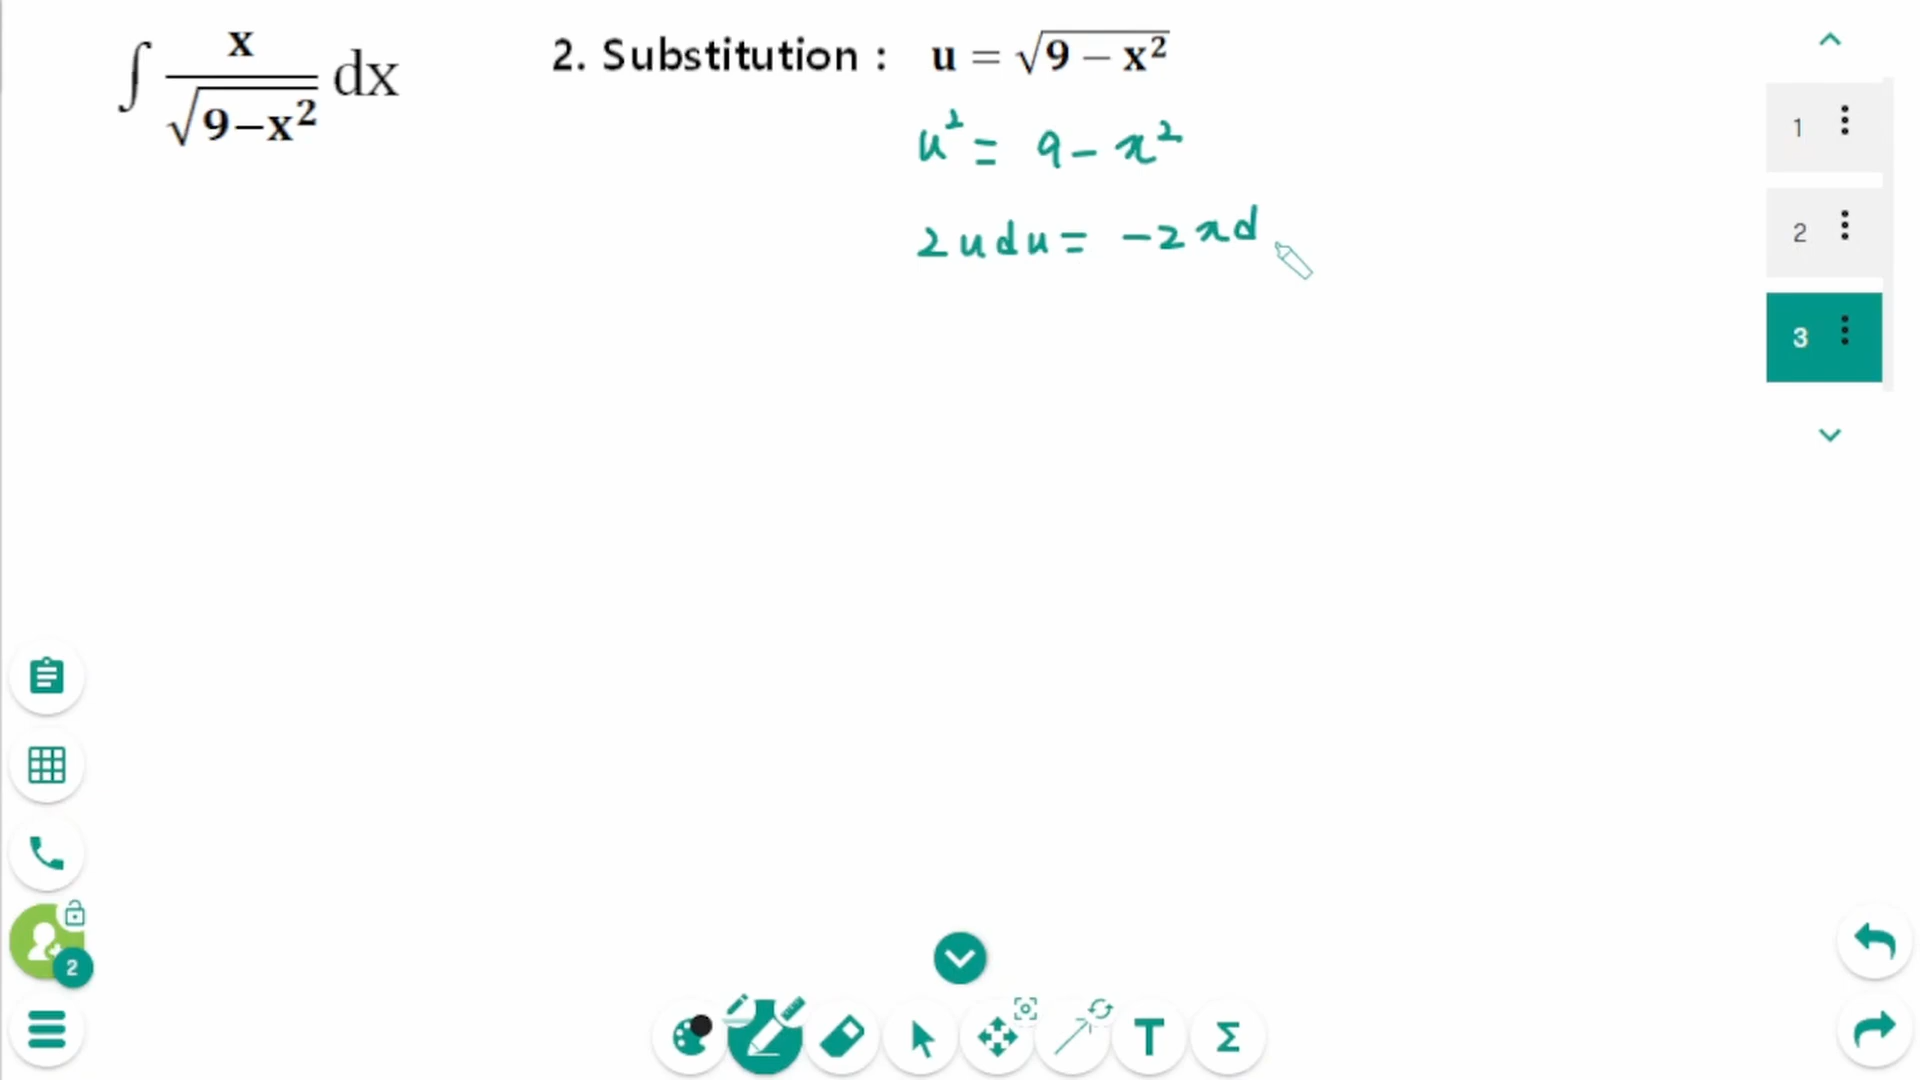 ∫ x/√(9−x²) dx
2. Substitution : u = √(9 − x²)
u² = 9 − x²
2udu = −2xd
1
2
3
2
T
Σ